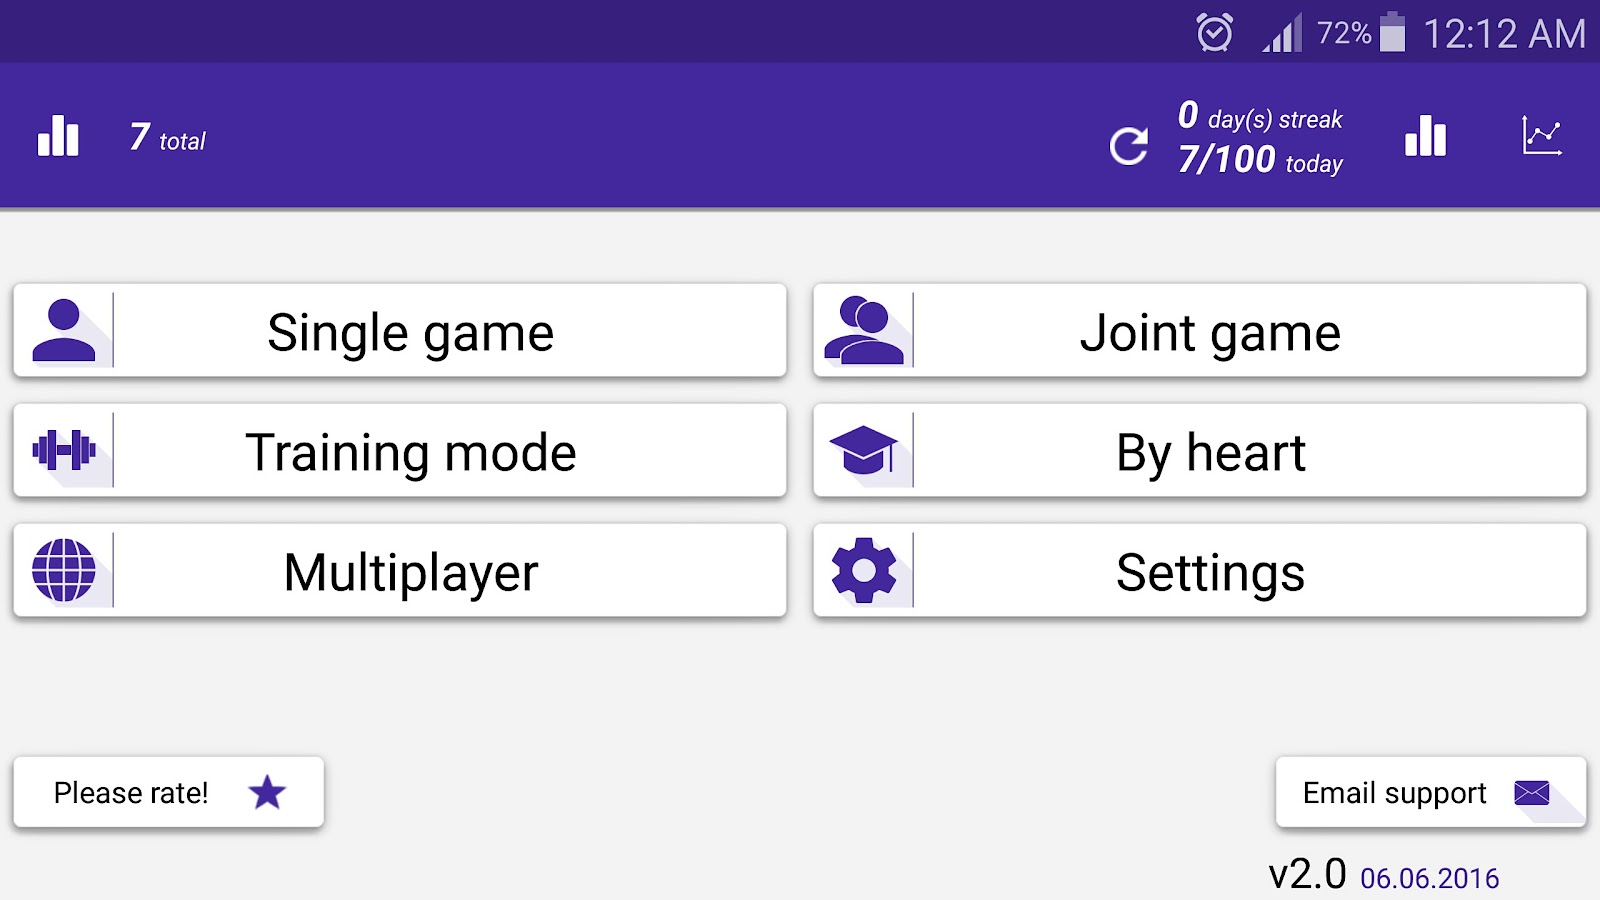 72% 12:12 AM
7 total
0 day(s) streak
7/100 today
Single game
Joint game
Training mode
By heart
Multiplayer
Settings
Please rate!
Email support
v2.0 06.06.2016